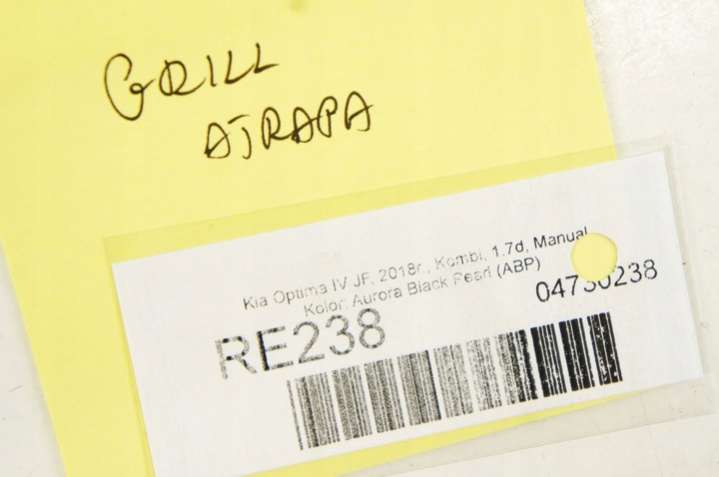 GRILL
ATRAPA
Kia Optima IV JF, 2018r., Kombi, 1.7d, Manual
Kolor: Aurora Black Pearl (ABP)
04730238
RE238